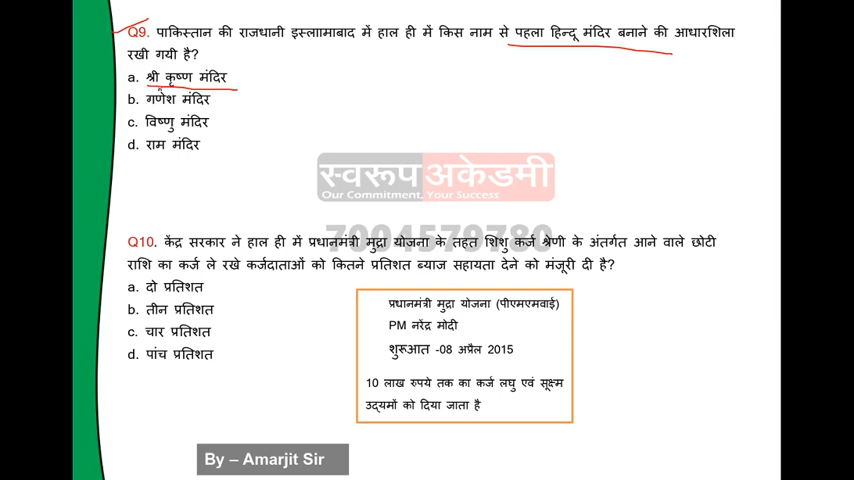 Q9. पाकिस्तान की राजधानी इस्लाामाबाद में हाल ही में किस नाम से पहला हिन्दू मंदिर बनाने की आधारशिला
रखी गयी है?
a. श्री कृष्ण मंदिर
b. गणेश मंदिर
c. विष्णु मंदिर
d. राम मंदिर
स्वरूप अकेडमी
Our Commitment, Your Success
7004579780
Q10. केंद्र सरकार ने हाल ही में प्रधानमंत्री मुद्रा योजना के तहत शिशु कर्ज श्रेणी के अंतर्गत आने वाले छोटी
राशि का कर्ज ले रखे कर्जदाताओं को कितने प्रतिशत ब्याज सहायता देने को मंजूरी दी है?
a. दो प्रतिशत
b. तीन प्रतिशत
c. चार प्रतिशत
d. पांच प्रतिशत
प्रधानमंत्री मुद्रा योजना (पीएमएमवाई)
PM नरेंद्र मोदी
शुरूआत -08 अप्रैल 2015
10 लाख रुपये तक का कर्ज लघु एवं सूक्ष्म
उद्यमों को दिया जाता है
By – Amarjit Sir